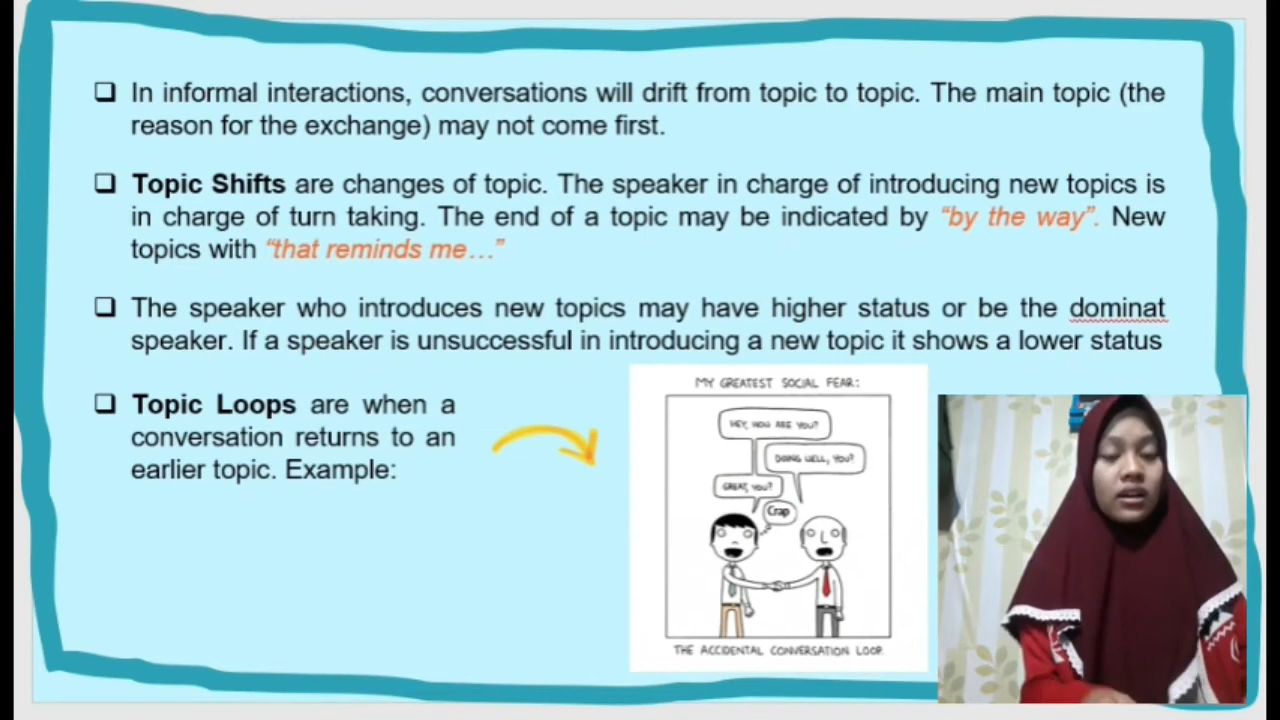 In informal interactions, conversations will drift from topic to topic. The main topic (the
reason for the exchange) may not come first.
Topic Shifts are changes of topic. The speaker in charge of introducing new topics is
in charge of turn taking. The end of a topic may be indicated by “by the way”. New
topics with “that reminds me…”
The speaker who introduces new topics may have higher status or be the dominat
speaker. If a speaker is unsuccessful in introducing a new topic it shows a lower status
Topic Loops are when a
conversation returns to an
earlier topic. Example:
MY GREATEST SOCIAL FEAR:
HEY, HOW ARE YOU?
DOING WELL, YOU?
GREAT, YOU?
Crap
THE ACCIDENTAL CONVERSATION LOOP.